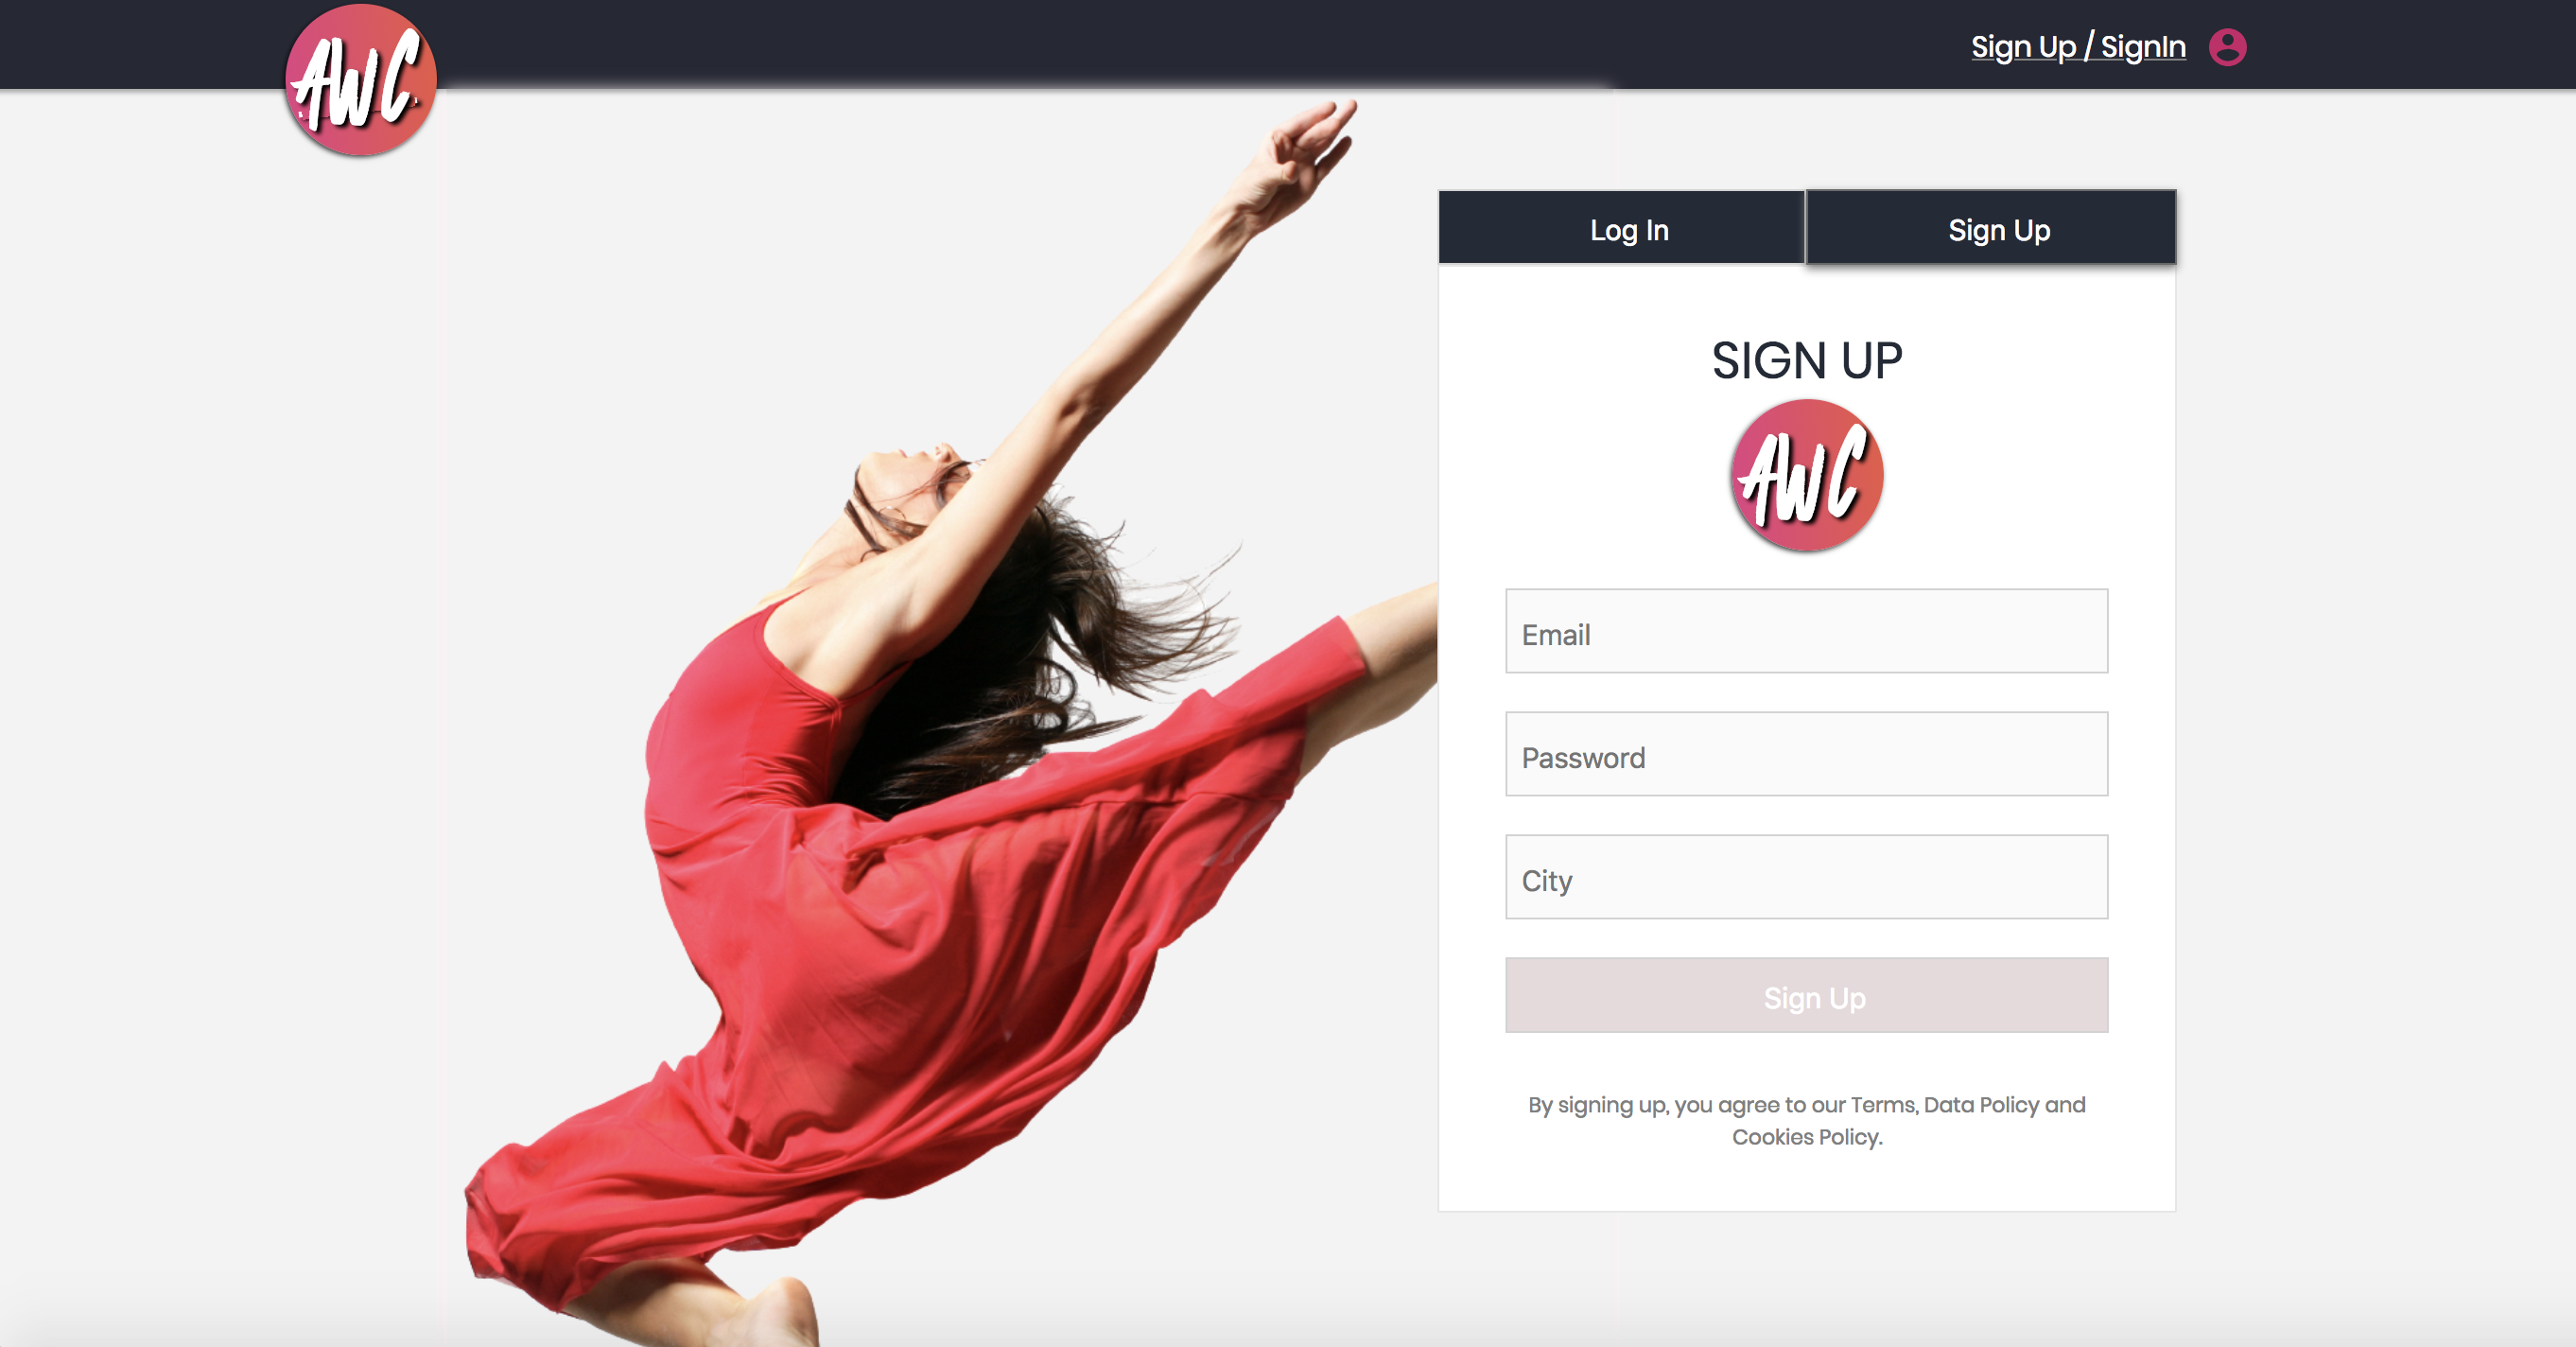 AWC
Sign Up / SignIn
Log In
Sign Up
SIGN UP
AWC
Email
Password
City
Sign Up
By signing up, you agree to our Terms, Data Policy and
Cookies Policy.